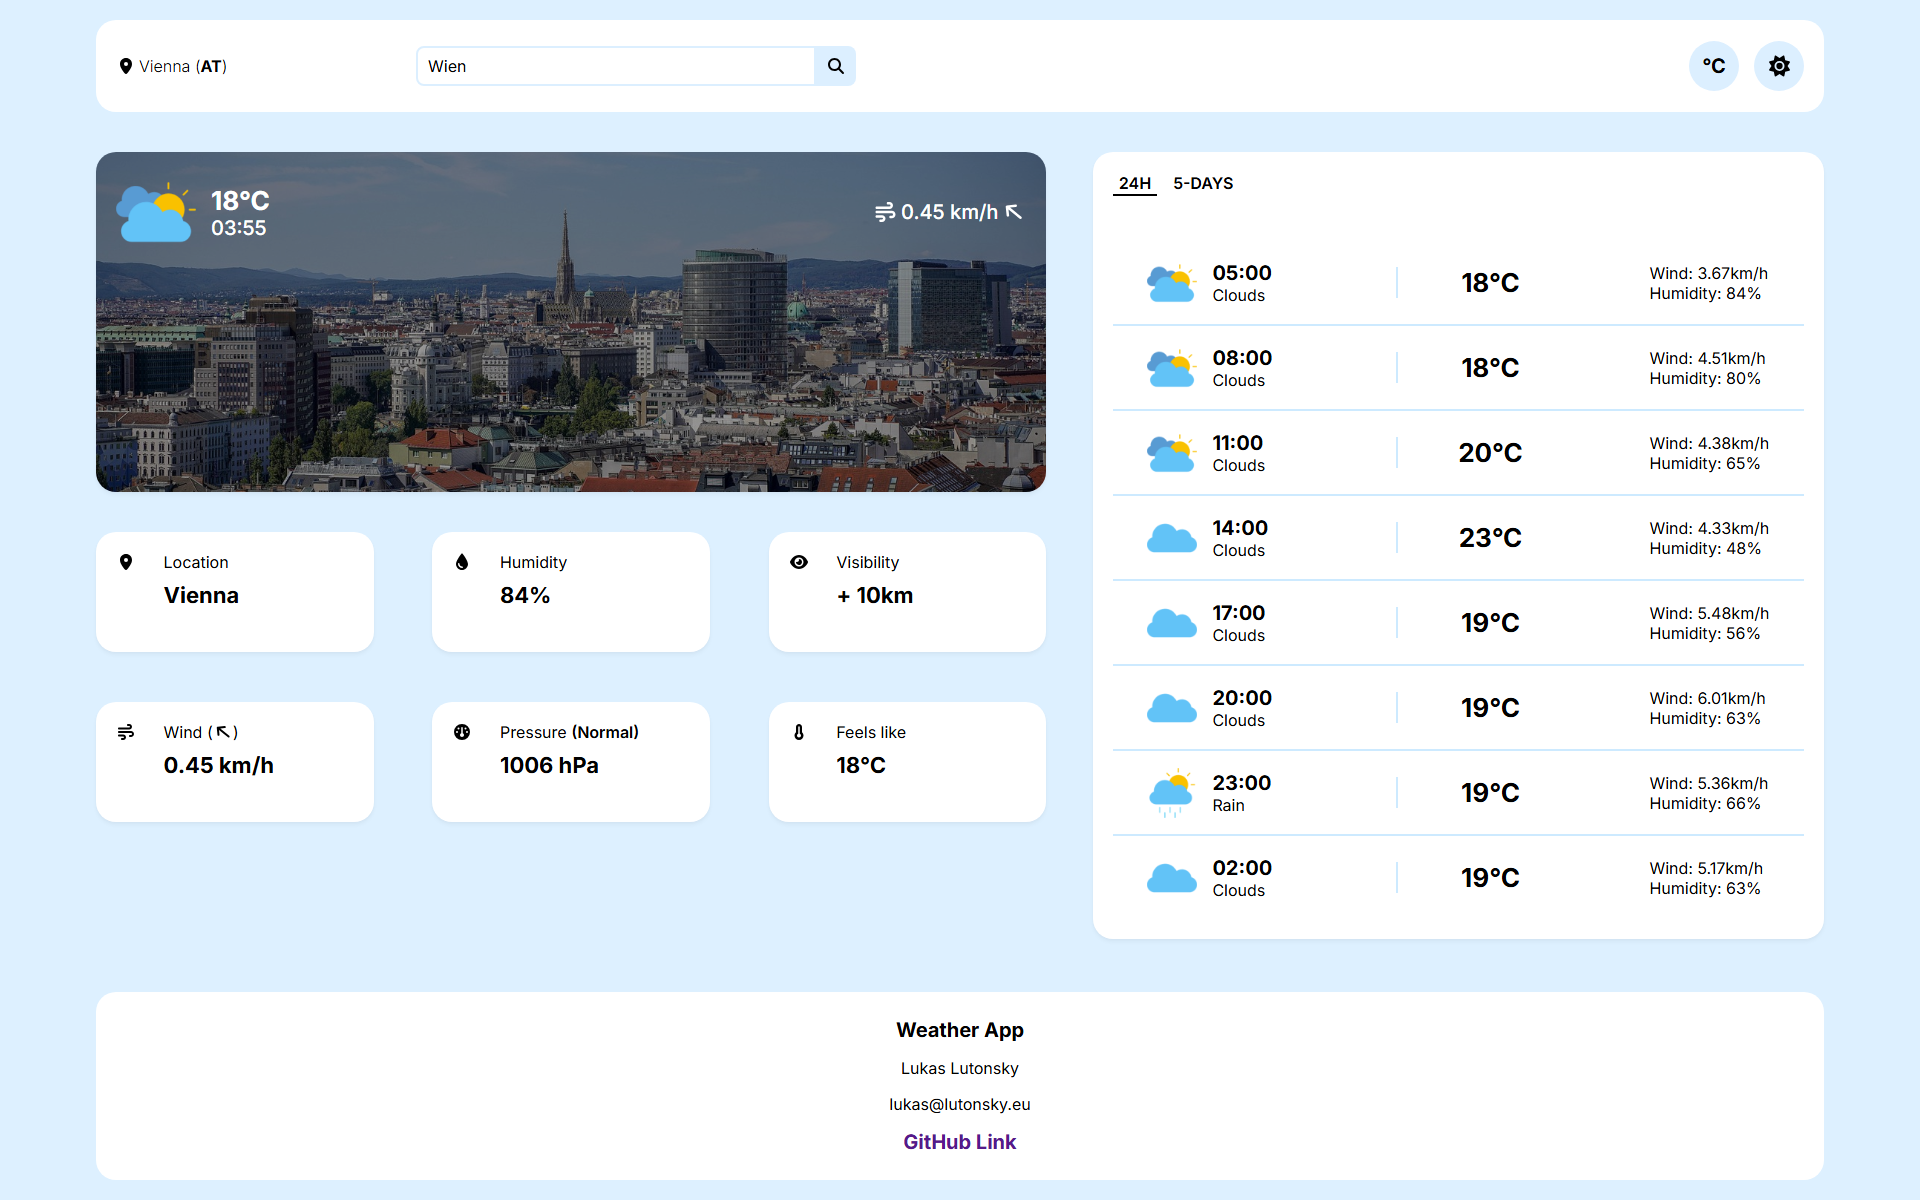 Vienna (AT)
Wien
°C
18°C
03:55
0.45 km/h
Location
Vienna
Humidity
84%
Visibility
+ 10km
Wind ( )
0.45 km/h
Pressure (Normal)
1006 hPa
Feels like
18°C
24H 5-DAYS
05:00
Clouds
18°C
Wind: 3.67km/h
Humidity: 84%
08:00
Clouds
18°C
Wind: 4.51km/h
Humidity: 80%
11:00
Clouds
20°C
Wind: 4.38km/h
Humidity: 65%
14:00
Clouds
23°C
Wind: 4.33km/h
Humidity: 48%
17:00
Clouds
19°C
Wind: 5.48km/h
Humidity: 56%
20:00
Clouds
19°C
Wind: 6.01km/h
Humidity: 63%
23:00
Rain
19°C
Wind: 5.36km/h
Humidity: 66%
02:00
Clouds
19°C
Wind: 5.17km/h
Humidity: 63%
Weather App
Lukas Lutonsky
lukas@lutonsky.eu
GitHub Link